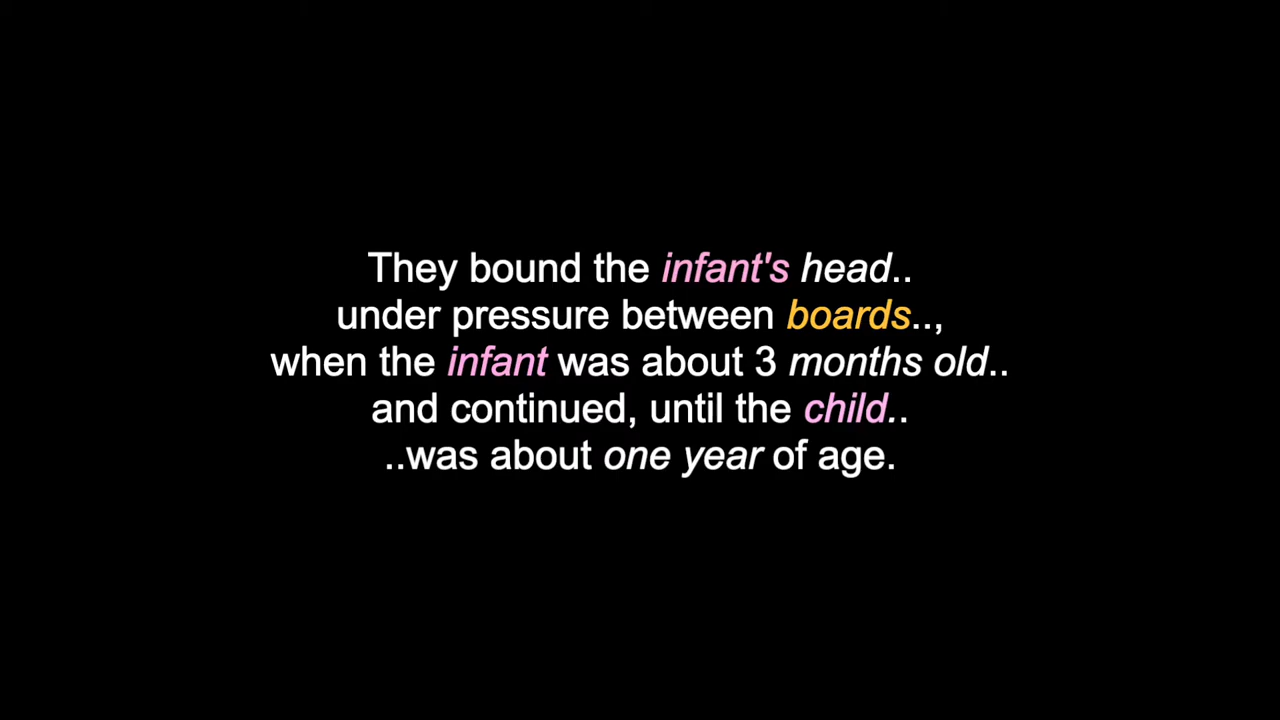 They bound the infant's head..
under pressure between boards..,
when the infant was about 3 months old..
and continued, until the child..
..was about one year of age.